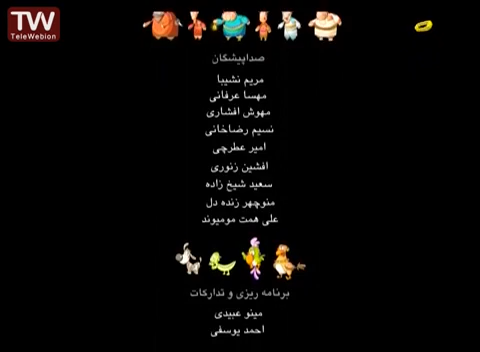 TW
TeleWebion
صداپیشگان
مریم نشیبا
مهسا عرفانی
مهوش افشاری
نسیم رضاخانی
امیر عطرچی
افشین زنوری
سعید شیخ زاده
منوچهر زنده دل
علی همت مومیوند
برنامه ریزی و تدارکات
مینو عبیدی
احمد یوسفی